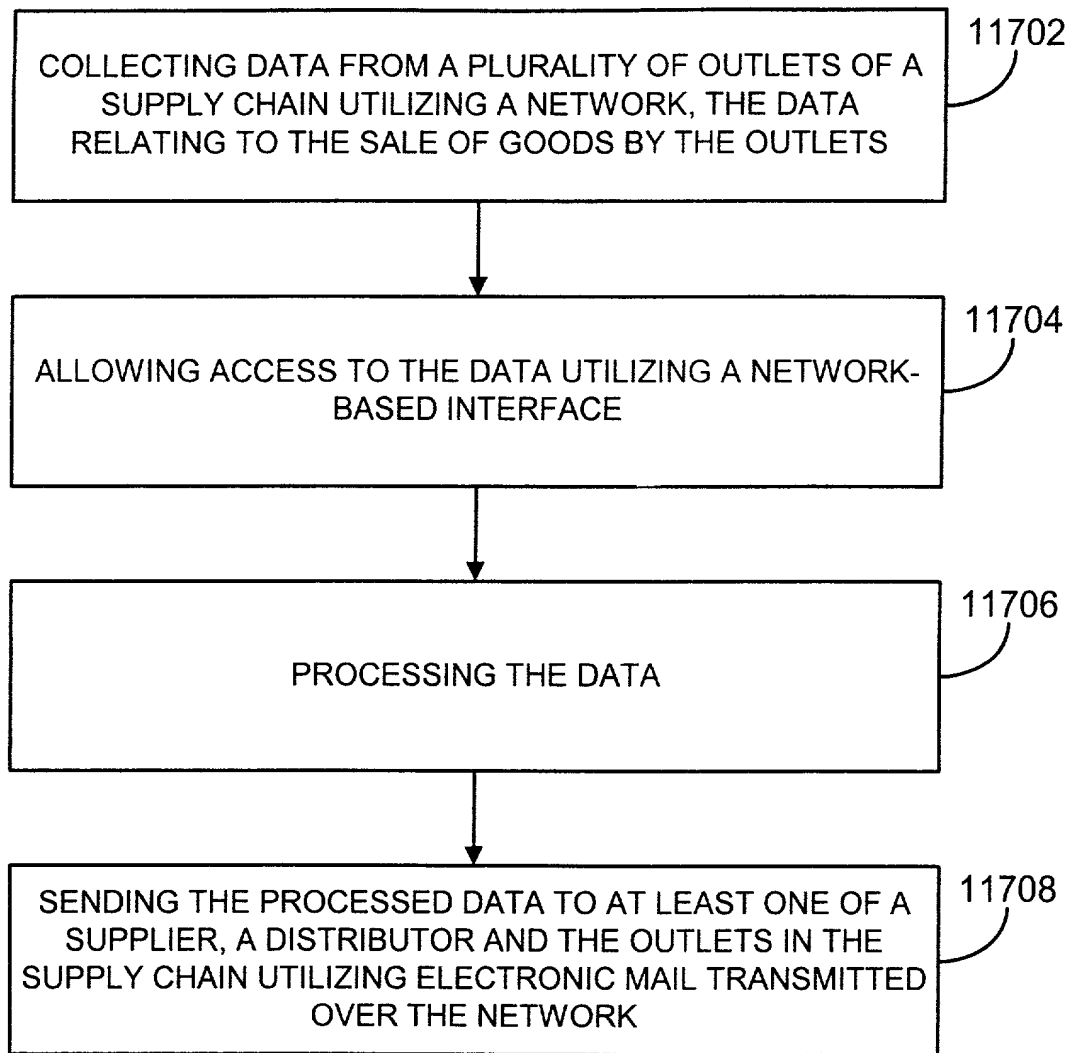 11702
COLLECTING DATA FROM A PLURALITY OF OUTLETS OF A
SUPPLY CHAIN UTILIZING A NETWORK, THE DATA
RELATING TO THE SALE OF GOODS BY THE OUTLETS
11704
ALLOWING ACCESS TO THE DATA UTILIZING A NETWORK-
BASED INTERFACE
11706
PROCESSING THE DATA
11708
SENDING THE PROCESSED DATA TO AT LEAST ONE OF A
SUPPLIER, A DISTRIBUTOR AND THE OUTLETS IN THE
SUPPLY CHAIN UTILIZING ELECTRONIC MAIL TRANSMITTED
OVER THE NETWORK